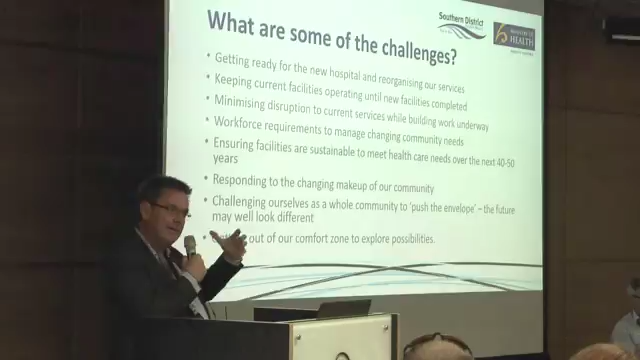 What are some of the challenges?
Southern District
MINISTRY OF
HEALTH
• Getting ready for the new hospital and reorganising our services
• Keeping current facilities operating until new facilities completed
• Minimising disruption to current services while building work underway
• Workforce requirements to manage changing community needs
• Ensuring facilities are sustainable to meet health care needs over the next 40-50
years
• Responding to the changing makeup of our community
• Challenging ourselves as a whole community to 'push the envelope' – the future
may well look different
• out of our comfort zone to explore possibilities.